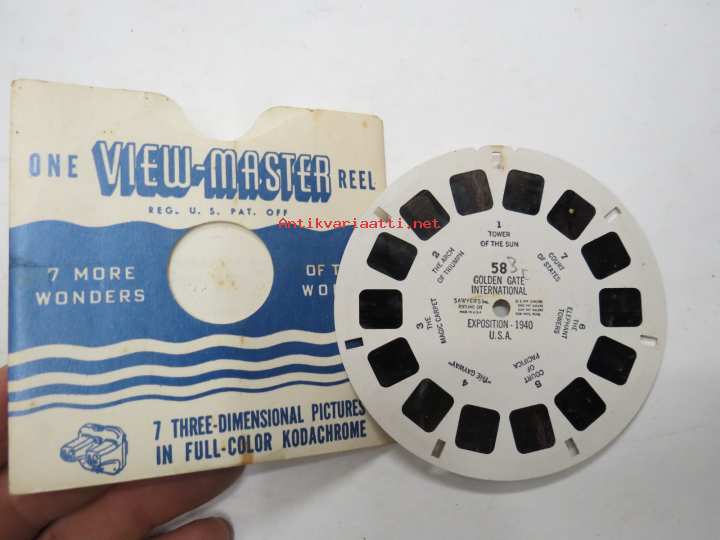 ONE VIEW-MASTER REEL
REG. U. S. PAT. OFF
Antikvariaatti.net
7 MORE
WONDERS
OF T
WO
7 THREE-DIMENSIONAL PICTURES
IN FULL-COLOR KODACHROME
1
TOWER
OF THE SUN
2
THE ARCH
OF TRIUMPH
3
THE
MAGIC CARPET
4
"THE GAYWAY"
5
COURT
OF
PACIFICA
6
THE
ELEPHANT
TOWERS
7
COURT
OF STATES
58
GOLDEN GATE
INTERNATIONAL
SAWYER'S
EXPOSITION - 1940
U.S.A.